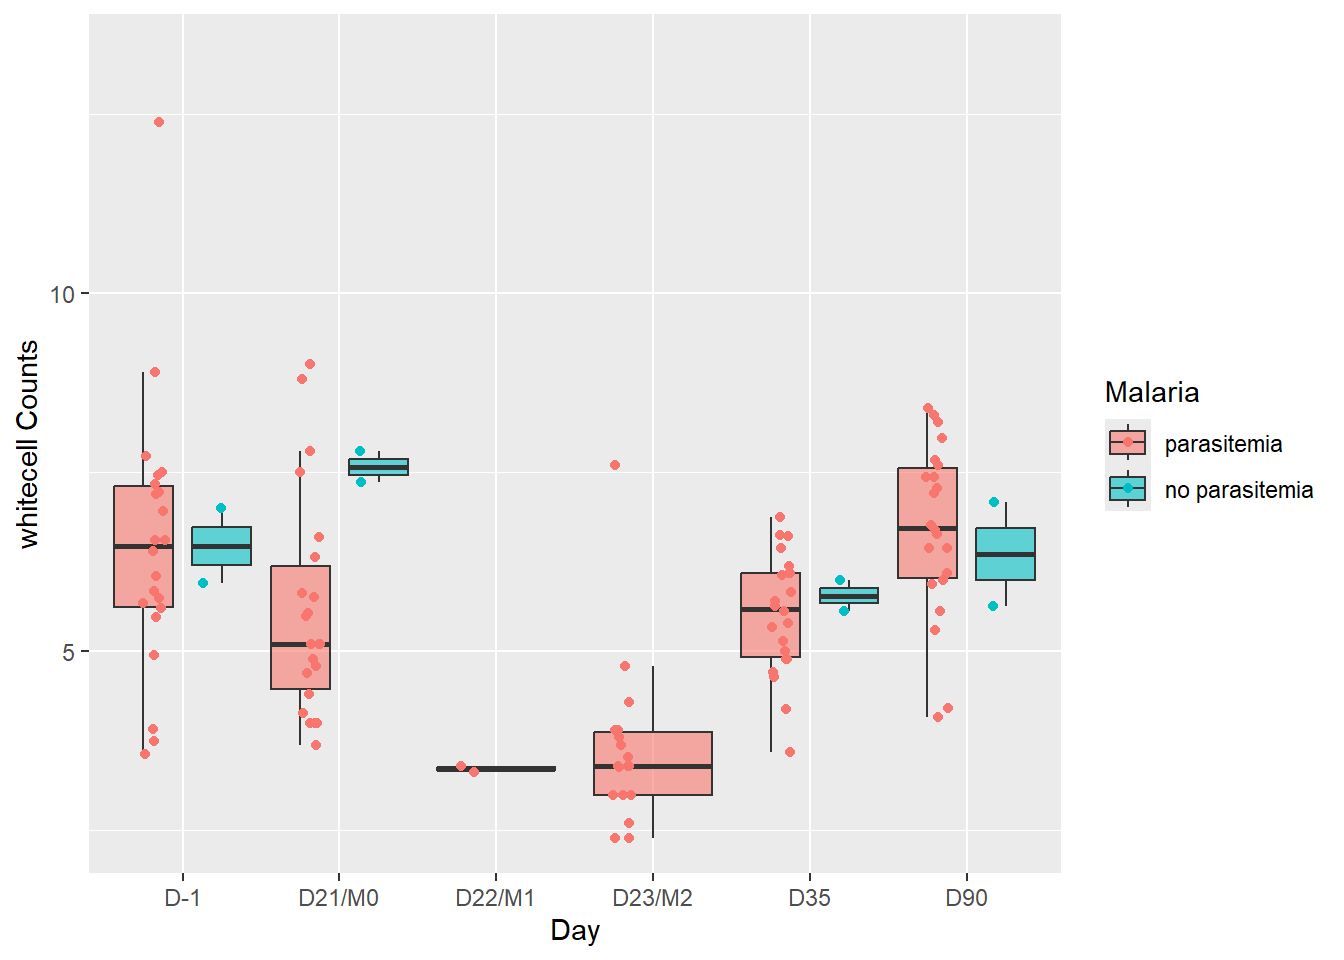 whitecell Counts
10
5
D-1
D21/M0
D22/M1
D23/M2
D35
D90
Day
Malaria
parasitemia
no parasitemia